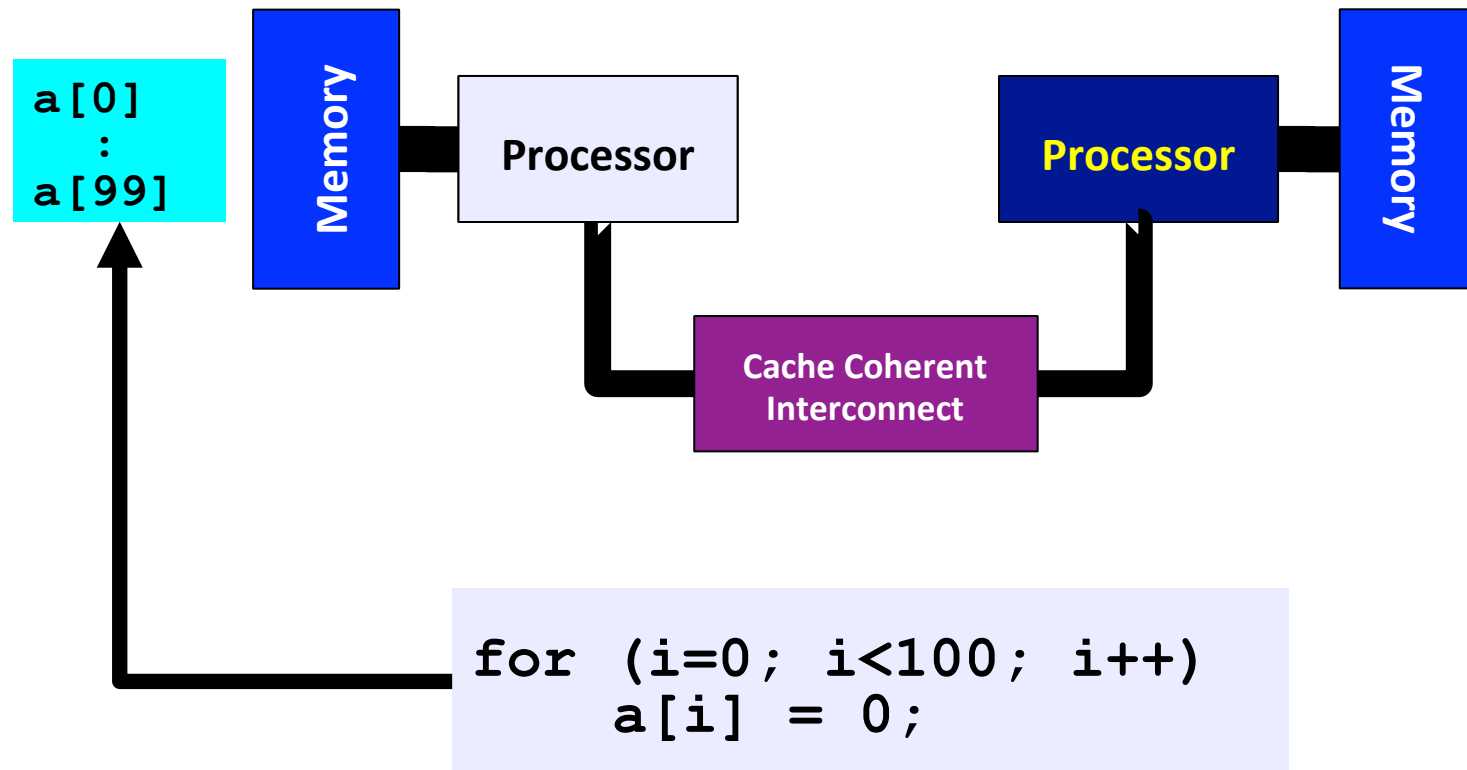 a[0]
:
a[99]
Memory
Processor
Processor
Memory
Cache Coherent
Interconnect
for (i=0; i<100; i++)
a[i] = 0;